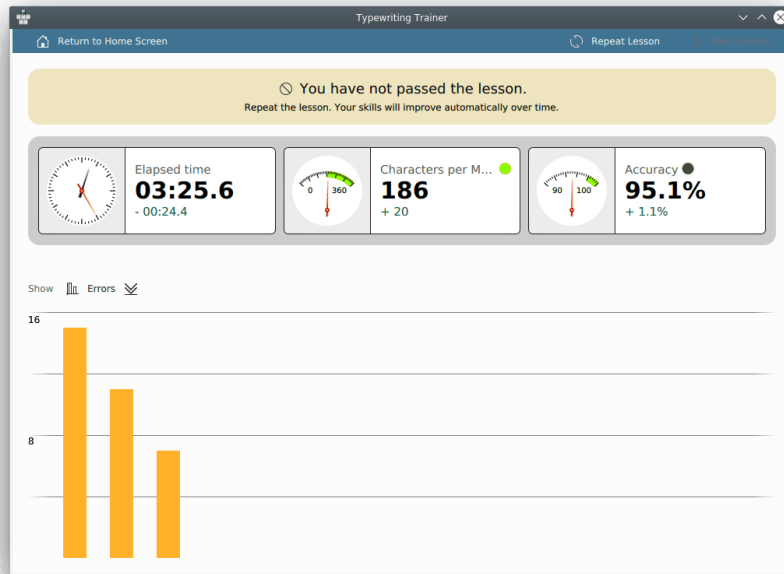 Typewriting Trainer
Return to Home Screen
Repeat Lesson
You have not passed the lesson.
Repeat the lesson. Your skills will improve automatically over time.
Elapsed time
03:25.6
- 00:24.4
0 360
Characters per M...
186
+ 20
90 100
Accuracy
95.1%
+ 1.1%
Show Errors
16
8